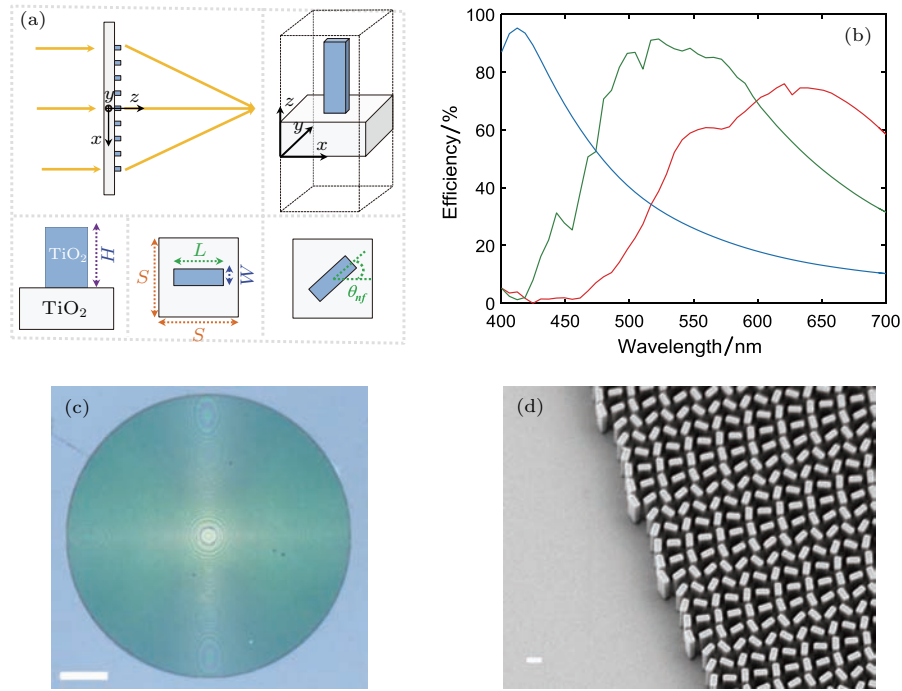 (a)
y
z
x
z
y
x
TiO2
H
TiO2
L
S
W
S
θnf
(b)
Efficiency/%
100
80
60
40
20
0
400 450 500 550 600 650 700
Wavelength/nm
(c)
(d)